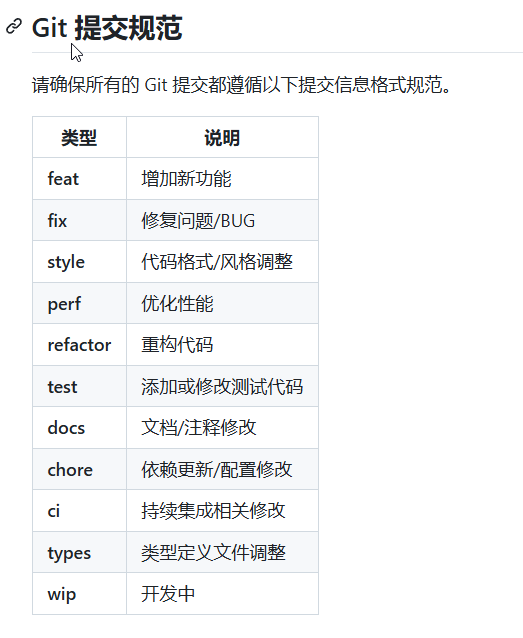 Git 提交规范
请确保所有的 Git 提交都遵循以下提交信息格式规范。
类型 说明
feat 增加新功能
fix 修复问题/BUG
style 代码格式/风格调整
perf 优化性能
refactor 重构代码
test 添加或修改测试代码
docs 文档/注释修改
chore 依赖更新/配置修改
ci 持续集成相关修改
types 类型定义文件调整
wip 开发中